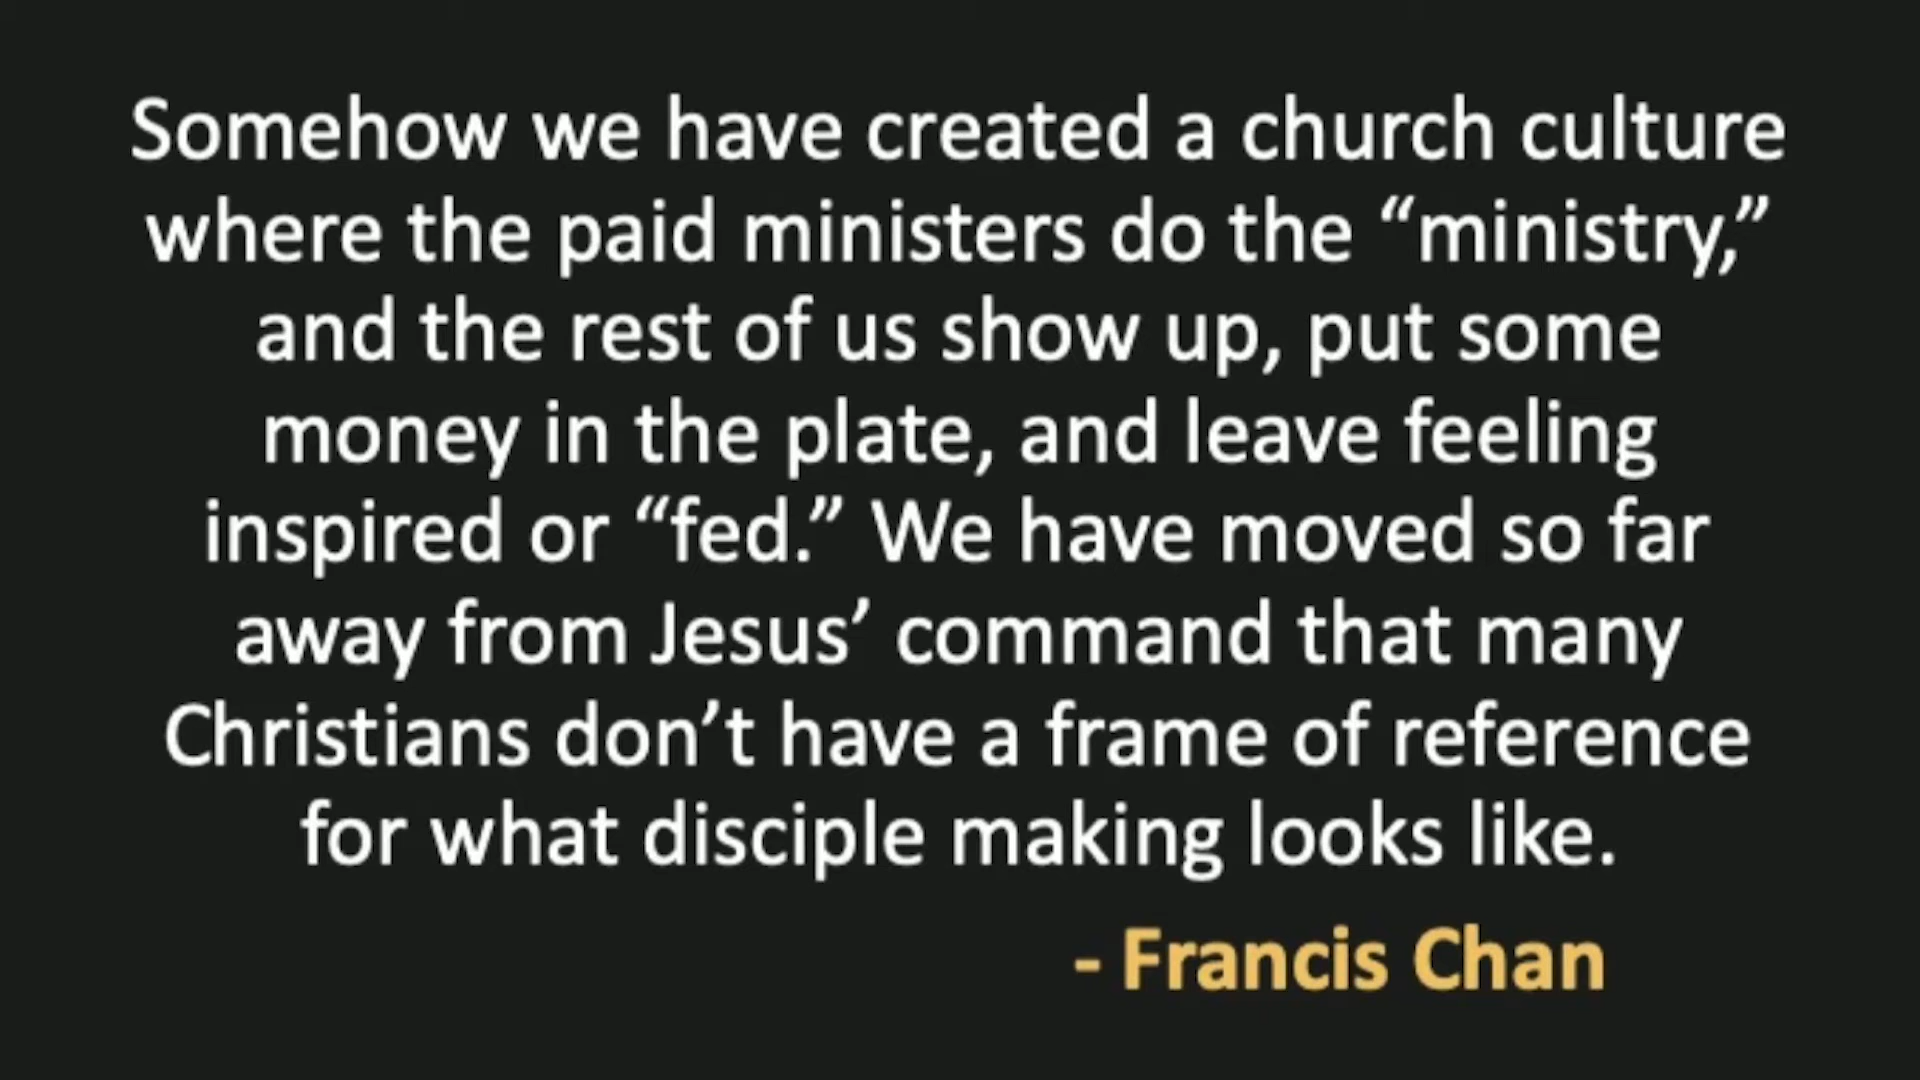 Somehow we have created a church culture
where the paid ministers do the “ministry,”
and the rest of us show up, put some
money in the plate, and leave feeling
inspired or “fed.” We have moved so far
away from Jesus’ command that many
Christians don’t have a frame of reference
for what disciple making looks like.
- Francis Chan